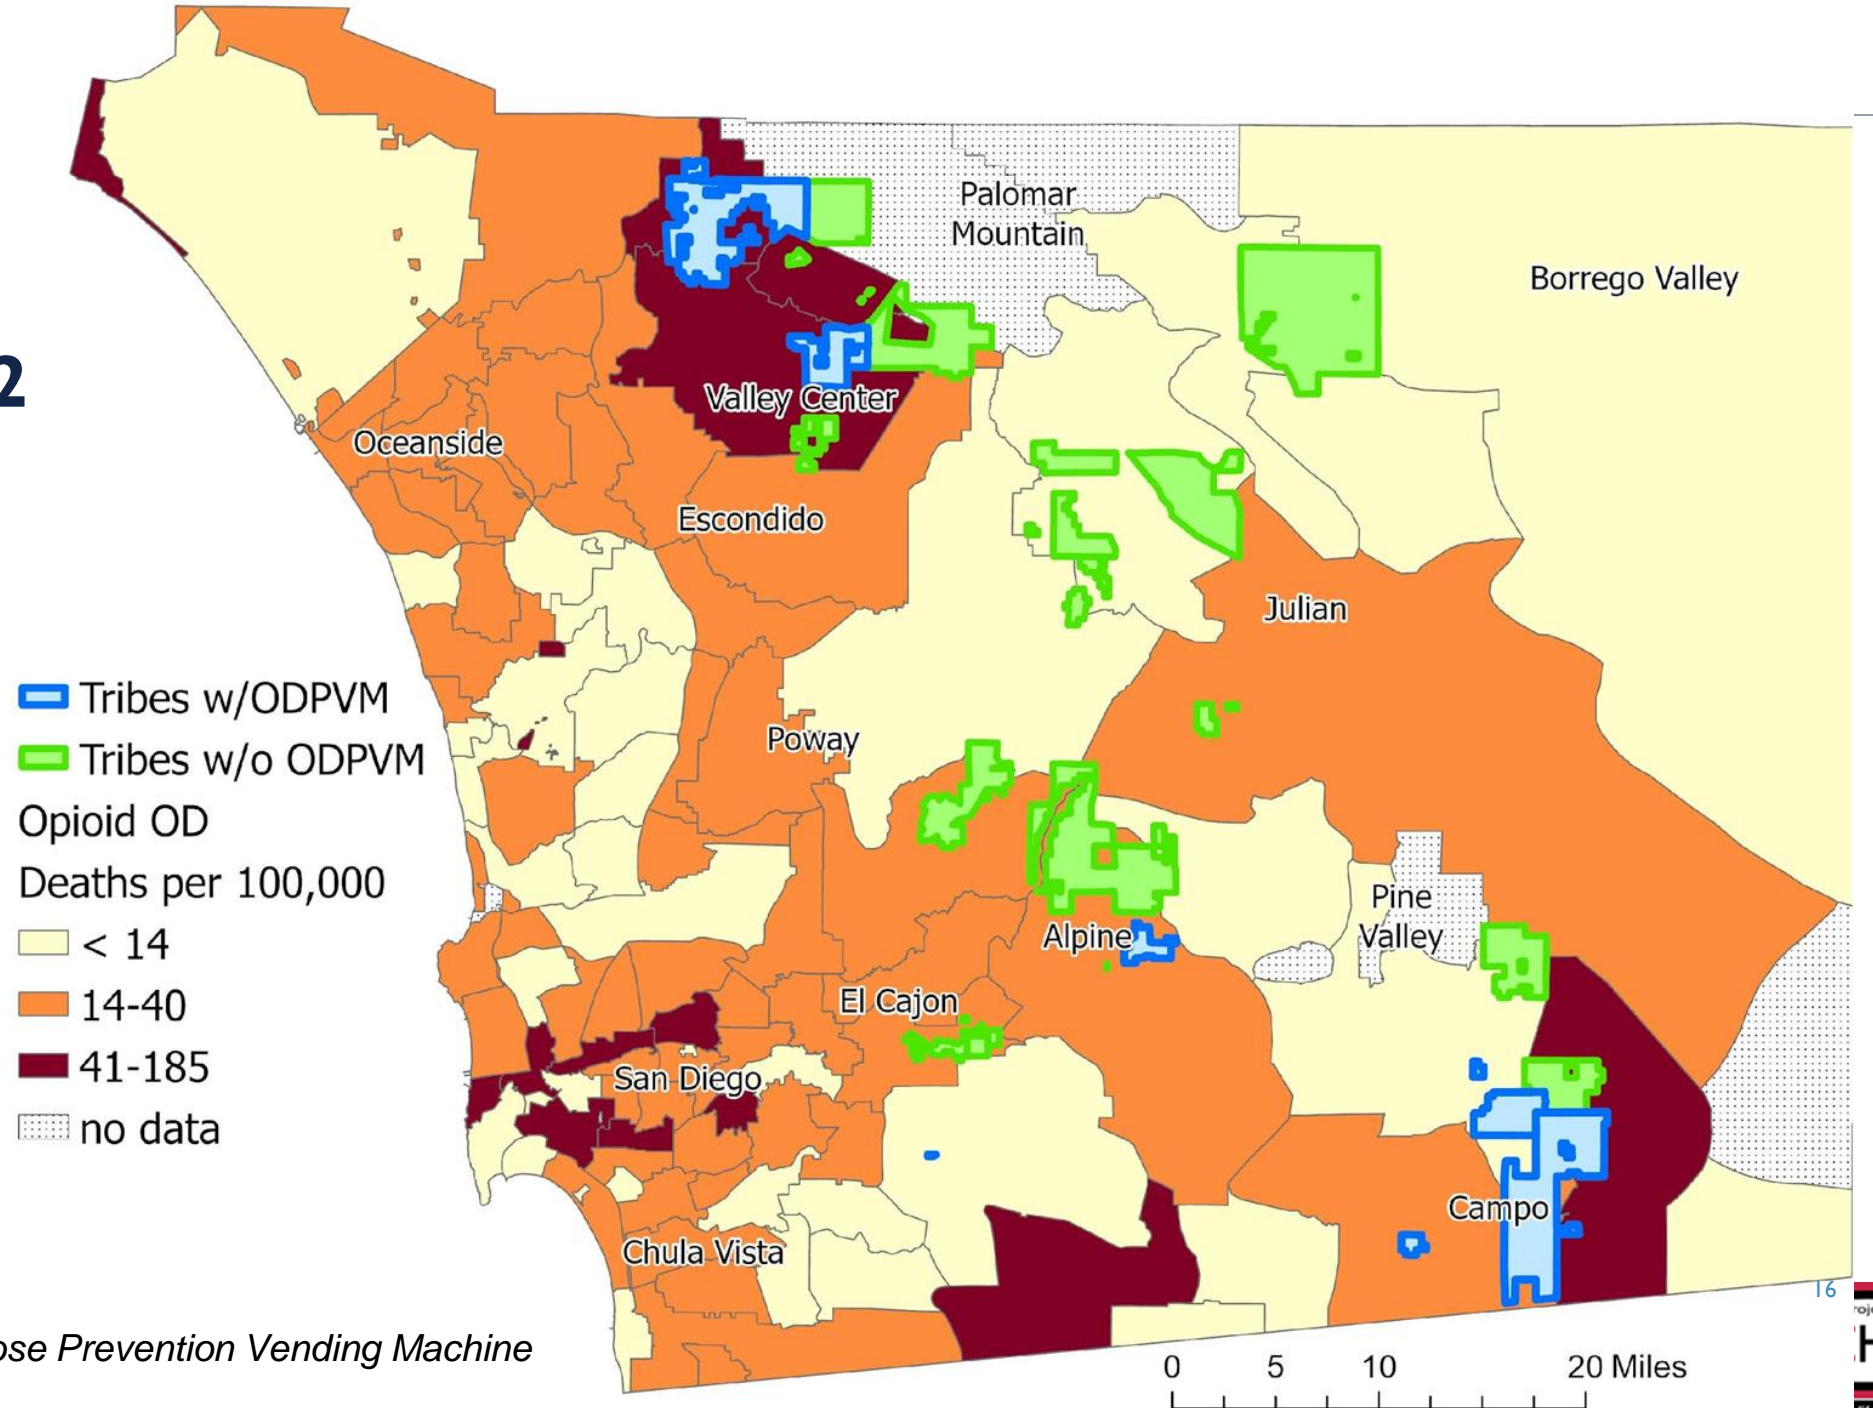 2
Palomar
Mountain
Borrego Valley
Valley Center
Oceanside
Escondido
Julian
Poway
Tribes w/ODPVM
Tribes w/o ODPVM
Opioid OD
Deaths per 100,000
< 14
14-40
41-185
no data
Pine
Valley
Alpine
El Cajon
San Diego
Campo
Chula Vista
16
ose Prevention Vending Machine
0 5 10 20 Miles